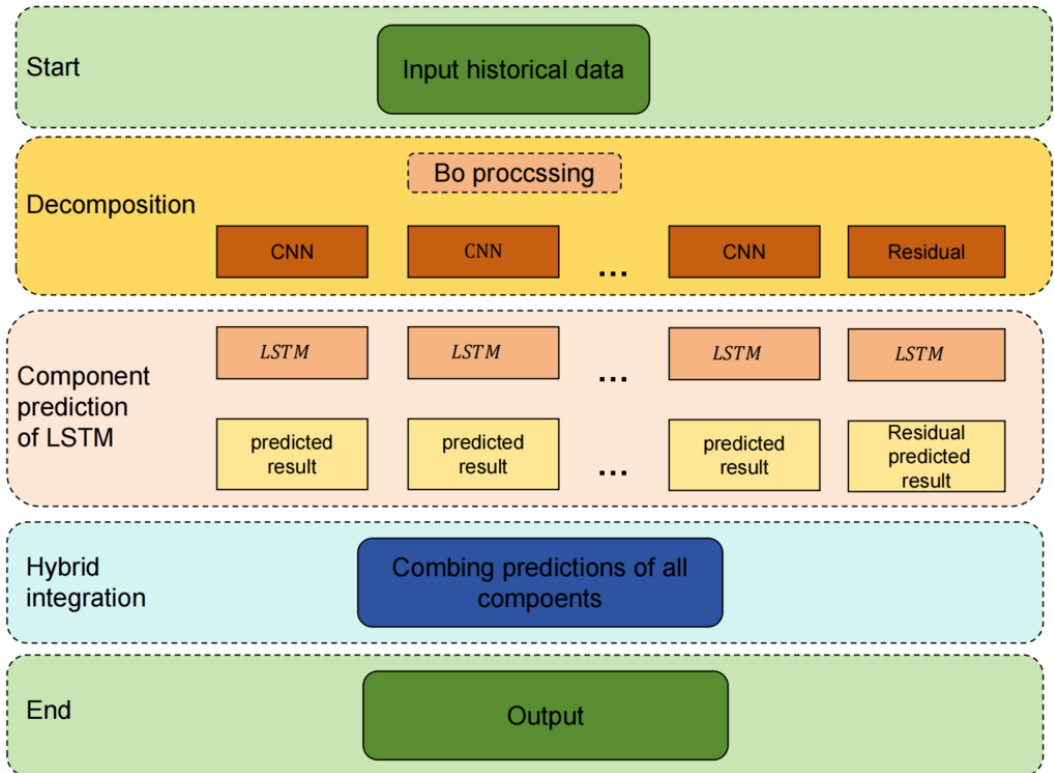 Start
Input historical data
Bo proccssing
Decomposition
CNN
CNN
...
CNN
Residual
Component
prediction
of LSTM
LSTM
LSTM
...
LSTM
LSTM
predicted
result
predicted
result
...
predicted
result
Residual
predicted
result
Hybrid
integration
Combing predictions of all
compoents
End
Output